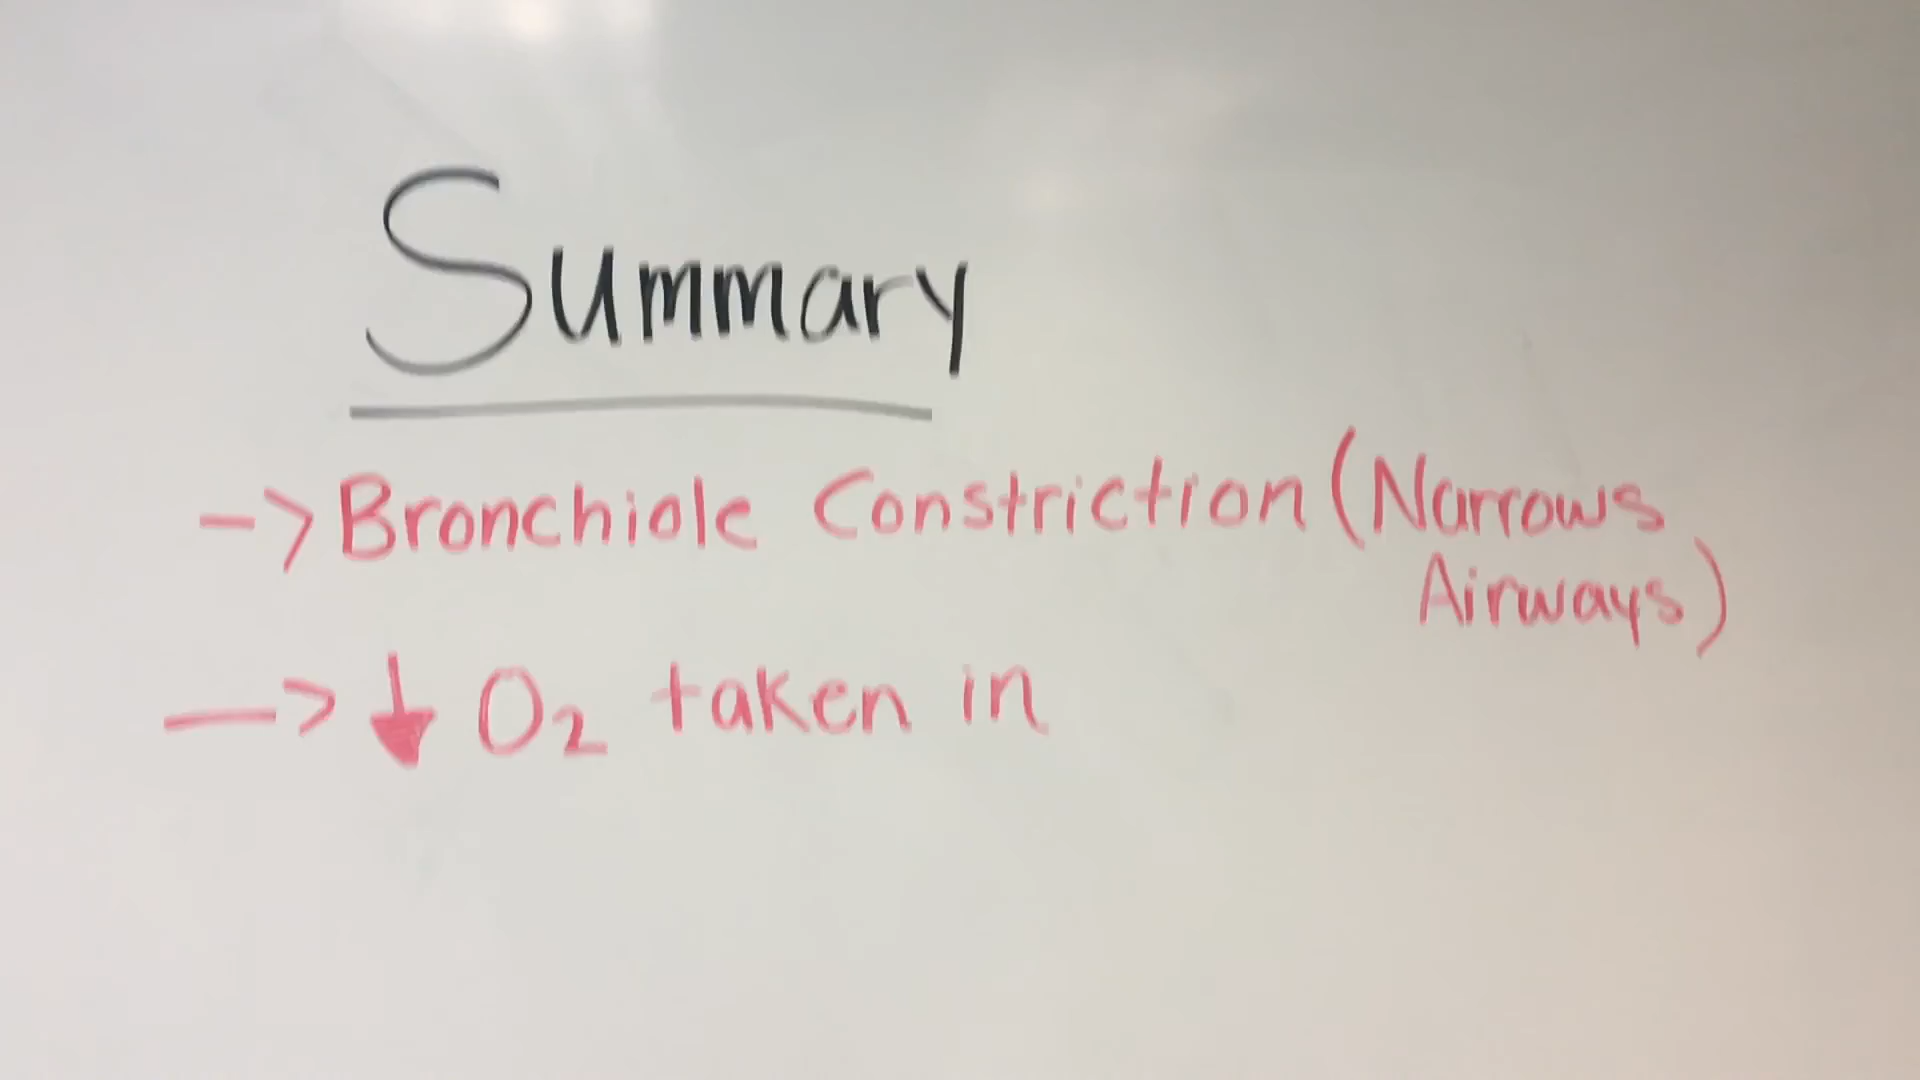 Summary
-> Bronchiole Constriction (Narrows
Airways)
—> ↓ O₂ taken in